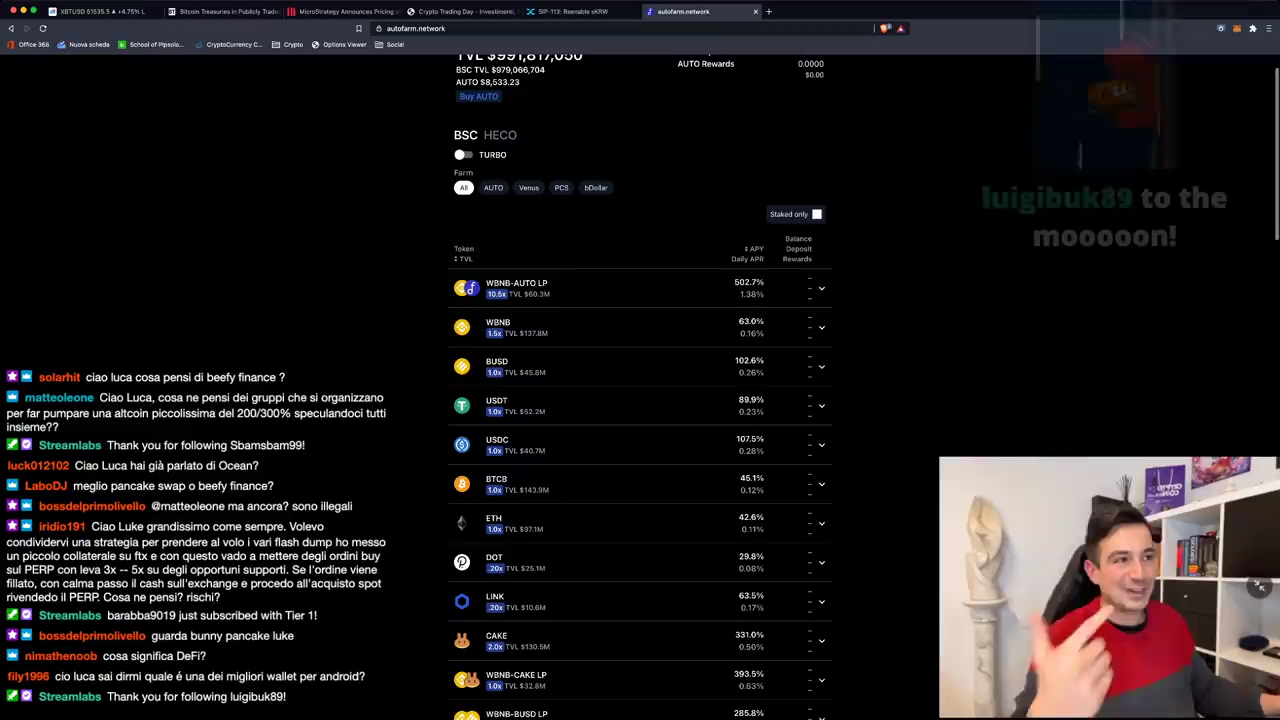 XBTUSD 51535.5 ▲ +4.75% L
Bitcoin Treasuries in Publicly Trade
MicroStrategy Announces Pricing o
Crypto Trading Day - Investimenti,
SIP-113: Reenable sKRW
autofarm.network
autofarm.network
Office 365
Nuova scheda
School of Pipsolo...
CryptoCurrency C...
Crypto
Options Viewer
Social
TVL $991,817,050
BSC TVL $979,066,704
AUTO $8,533.23
Buy AUTO
AUTO Rewards
0.0000
$0.00
BSC HECO
TURBO
Farm
All AUTO Venus PCS bDollar
Staked only
Token
TVL
APY
Daily APR
Balance
Deposit
Rewards
WBNB-AUTO LP
10.5x TVL $60.3M
502.7%
1.38%
WBNB
1.5x TVL $137.8M
63.0%
0.16%
BUSD
1.0x TVL $45.8M
102.6%
0.26%
USDT
1.0x TVL $52.2M
89.9%
0.23%
USDC
1.0x TVL $40.7M
107.5%
0.28%
BTCB
1.0x TVL $143.9M
45.1%
0.12%
ETH
1.0x TVL $97.1M
42.6%
0.11%
DOT
.20x TVL $25.1M
29.8%
0.08%
LINK
.20x TVL $10.6M
63.5%
0.17%
CAKE
2.0x TVL $130.5M
331.0%
0.50%
WBNB-CAKE LP
1.0x TVL $32.8M
393.5%
0.63%
WBNB-BUSD LP
285.8%
luigibuk89 to the
mooooon!
solarhit ciao luca cosa pensi di beefy finance ?
matteoleone Ciao Luca, cosa ne pensi dei gruppi che si organizzano
per far pumpare una altcoin piccolissima del 200/300% speculandoci tutti
insieme??
Streamlabs Thank you for following Sbamsbam99!
luck012102 Ciao Luca hai già parlato di Ocean?
LaboDJ meglio pancake swap o beefy finance?
bossdelprimolivello @matteoleone ma ancora? sono illegali
iridio191 Ciao Luke grandissimo come sempre. Volevo
condividervi una strategia per prendere al volo i vari flash dump ho messo
un piccolo collaterale su ftx e con questo vado a mettere degli ordini buy
sul PERP con leva 3x -- 5x su degli opportuni supporti. Se l'ordine viene
fillato, con calma passo il cash sull'exchange e procedo all'acquisto spot
rivendendo il PERP. Cosa ne pensi? rischi?
Streamlabs barabba9019 just subscribed with Tier 1!
bossdelprimolivello guarda bunny pancake luke
nimathenoob cosa significa DeFi?
fily1996 cio luca sai dirmi quale é una dei migliori wallet per android?
Streamlabs Thank you for following luigibuk89!